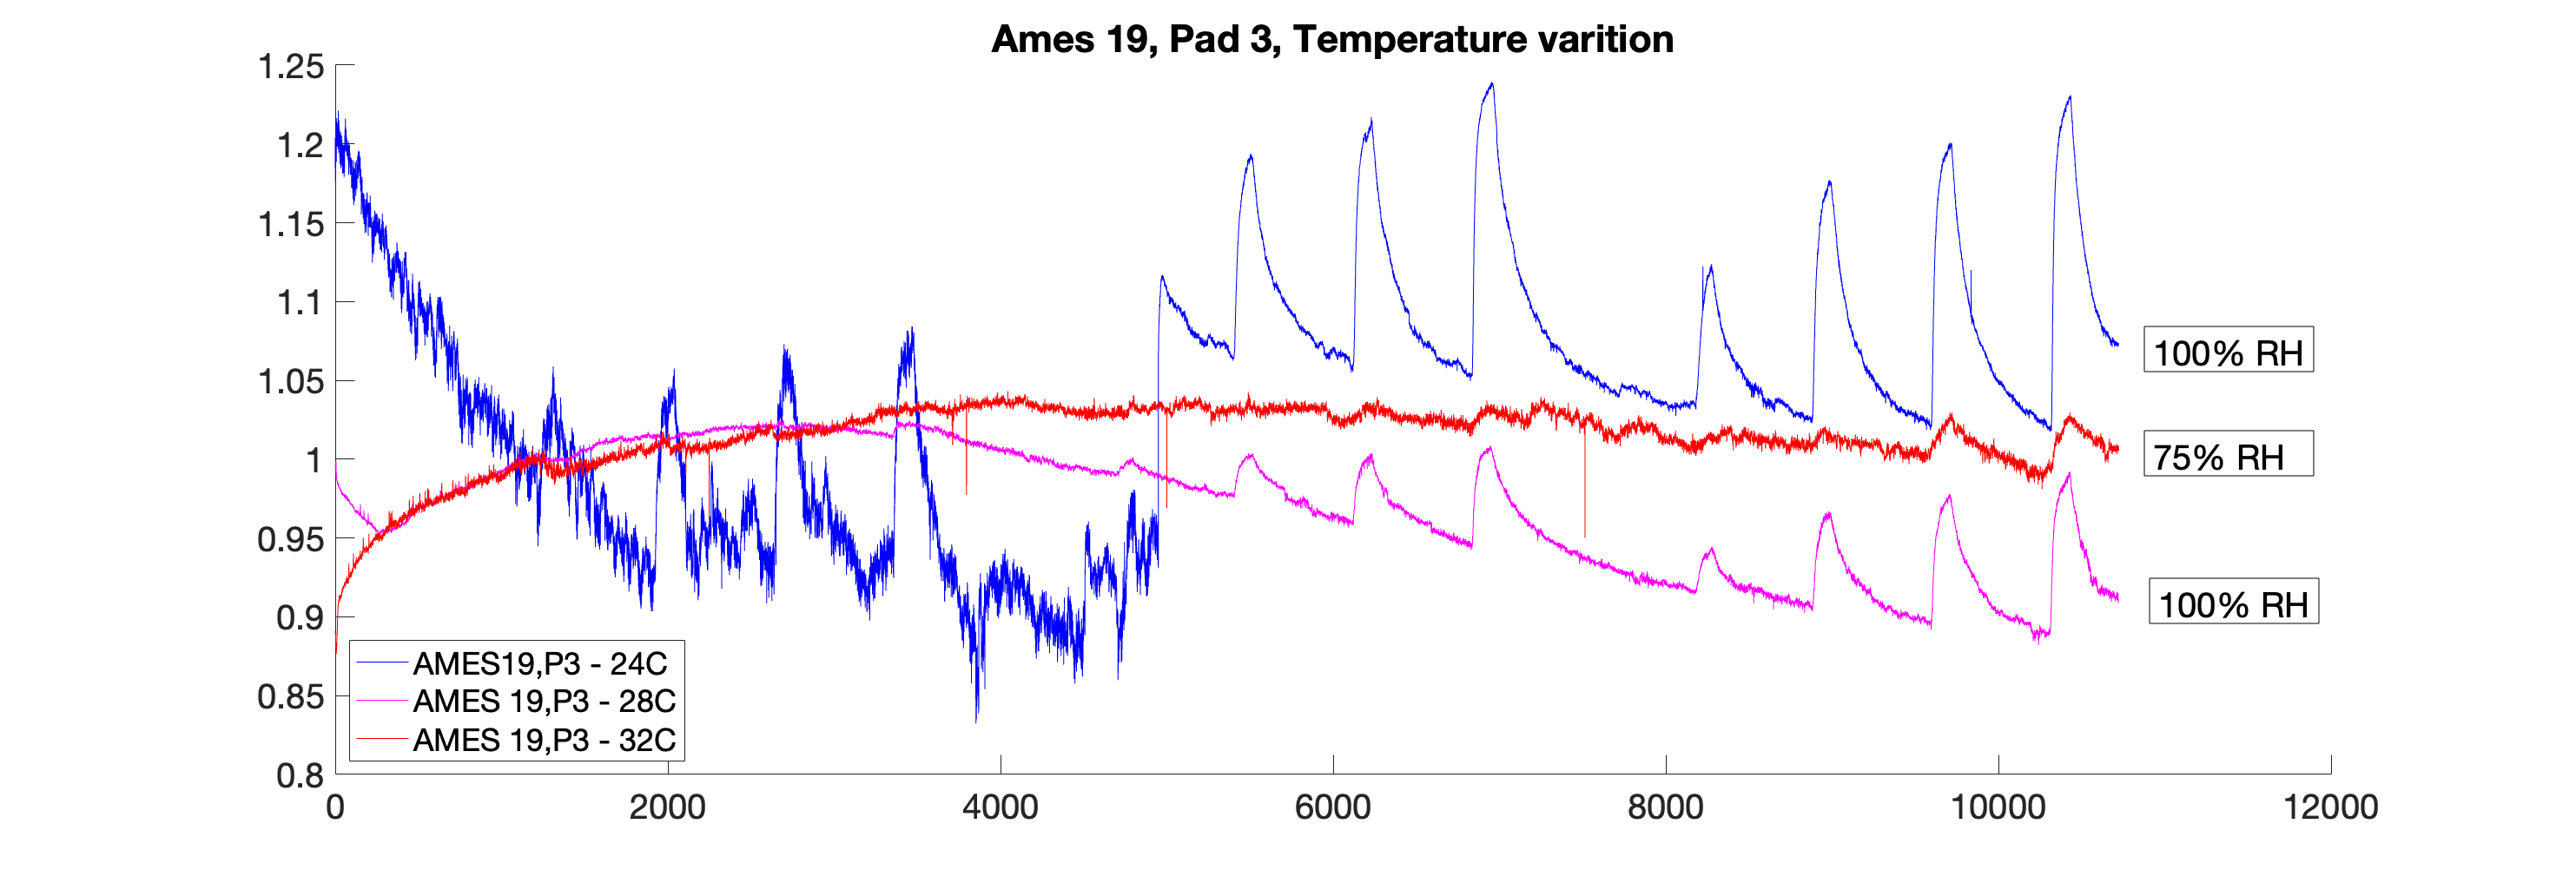 Ames 19, Pad 3, Temperature varition
1.25
1.2
1.15
1.1
1.05
1
0.95
0.9
0.85
0.8
100% RH
75% RH
100% RH
AMES19,P3 - 24C
AMES 19,P3 - 28C
AMES 19,P3 - 32C
0 2000 4000 6000 8000 10000 12000